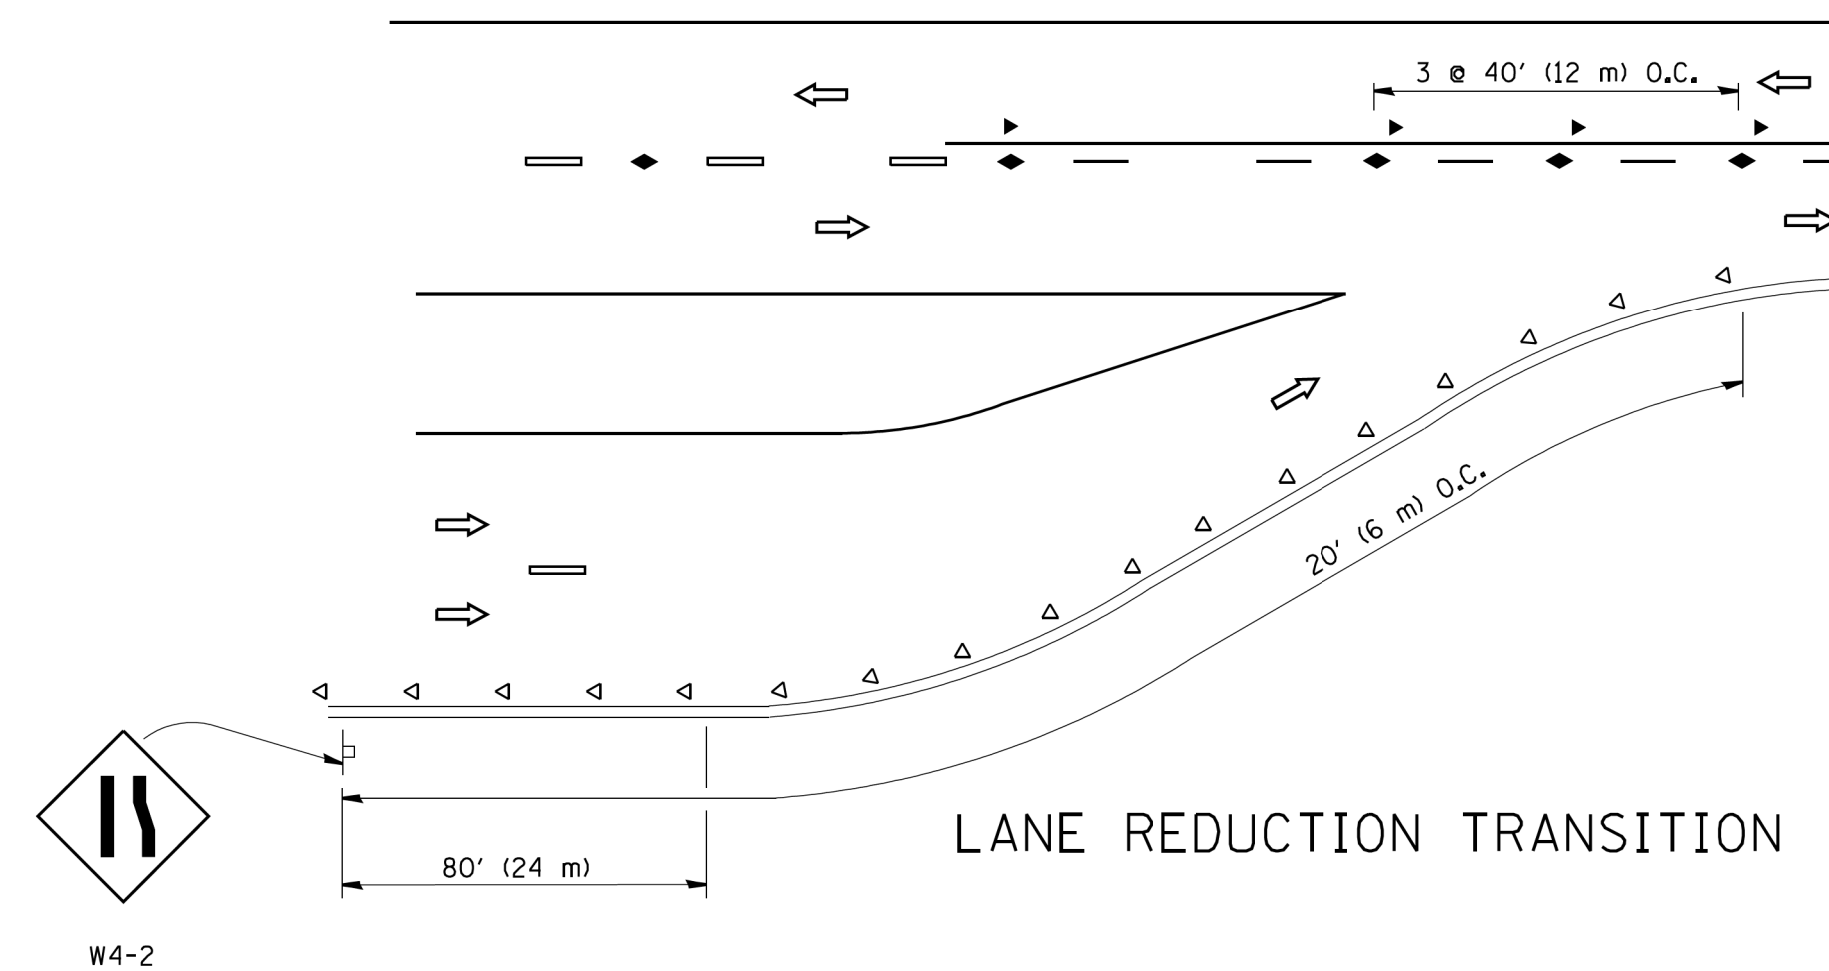 3 @ 40' (12 m) O.C.
20' (6 m) O.C.
LANE REDUCTION TRANSITION
80' (24 m)
W4-2